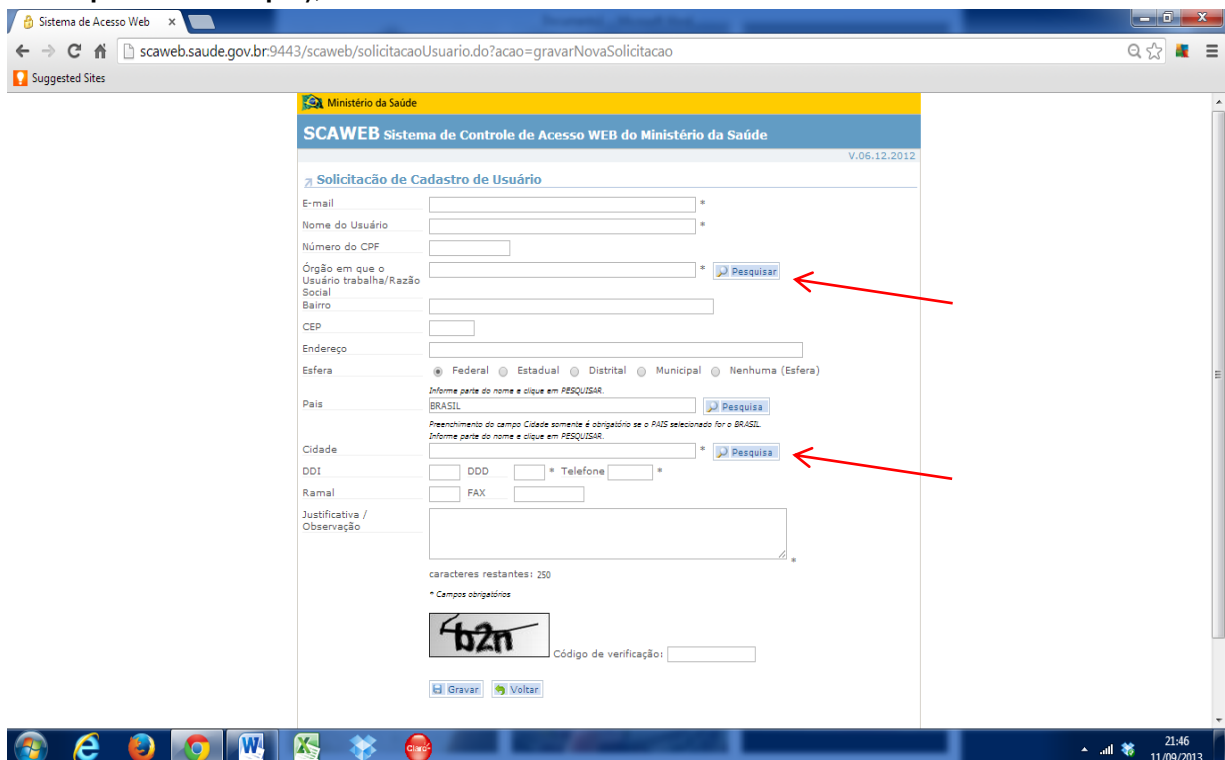 Sistema de Acesso Web
scaweb.saude.gov.br:9443/scaweb/solicitacaoUsuario.do?acao=gravarNovaSolicitacao
Suggested Sites
Ministério da Saúde
SCAWEB Sistema de Controle de Acesso WEB do Ministério da Saúde
V.06.12.2012
Solicitacão de Cadastro de Usuário
E-mail *
Nome do Usuário *
Número do CPF
Órgão em que o
Usuário trabalha/Razão
Social
* Pesquisar
Bairro
CEP
Endereço
Esfera Federal Estadual Distrital Municipal Nenhuma (Esfera)
Informe parte do nome e clique em PESQUISAR.
Pais BRASIL Pesquisa
Preenchimento do campo Cidade somente é obrigatório se o PAIS selecionado for o BRASIL.
Informe parte do nome e clique em PESQUISAR.
Cidade * Pesquisa
DDI DDD * Telefone *
Ramal FAX
Justificativa /
Observação
*
caracteres restantes: 250
* Campos obrigatórios
b2n
Código de verificação:
Gravar Voltar
Claro
21:46
11/09/2013